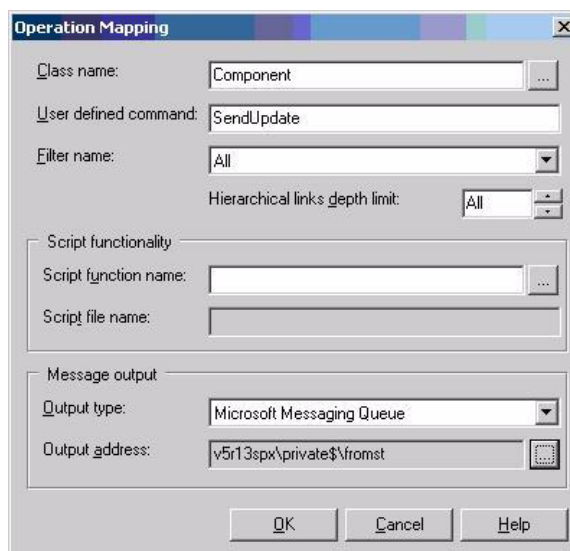 Operation Mapping
Class name: Component ...
User defined command: SendUpdate
Filter name: All
Hierarchical links depth limit: All
Script functionality
Script function name: ...
Script file name:
Message output
Output type: Microsoft Messaging Queue
Output address: v5r13spx\private$\fromst ...
OK Cancel Help